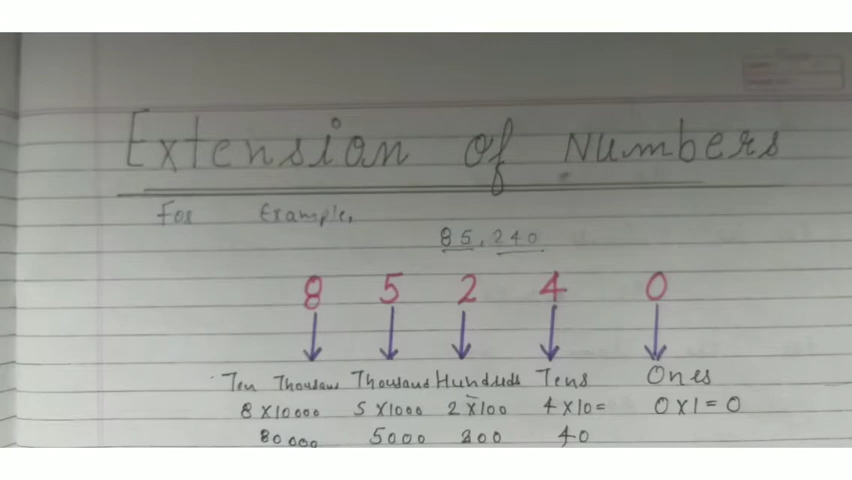 Extension of Numbers
For Example,
85,240
8 5 2 4 0
Ten Thousand Thousand Hundreds Tens Ones
8 x 10000 5 x 1000 2 x 100 4 x 10 = 0 x 1 = 0
80000 5000 200 40